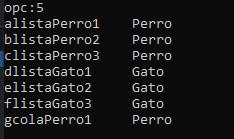 opc:5
alistaPerro1    Perro
blistaPerro2    Perro
clistaPerro3    Perro
dlistaGato1     Gato
elistaGato2     Gato
flistaGato3     Gato
gcolaPerro1     Perro